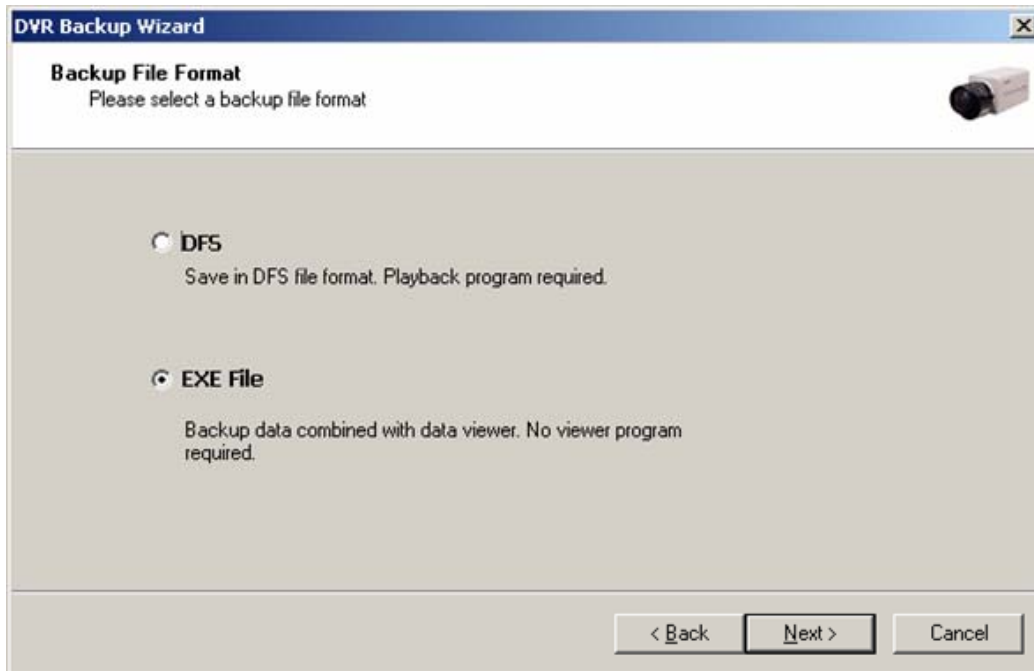 DVR Backup Wizard
Backup File Format
Please select a backup file format
DFS
Save in DFS file format. Playback program required.
EXE File
Backup data combined with data viewer. No viewer program
required.
< Back
Next >
Cancel